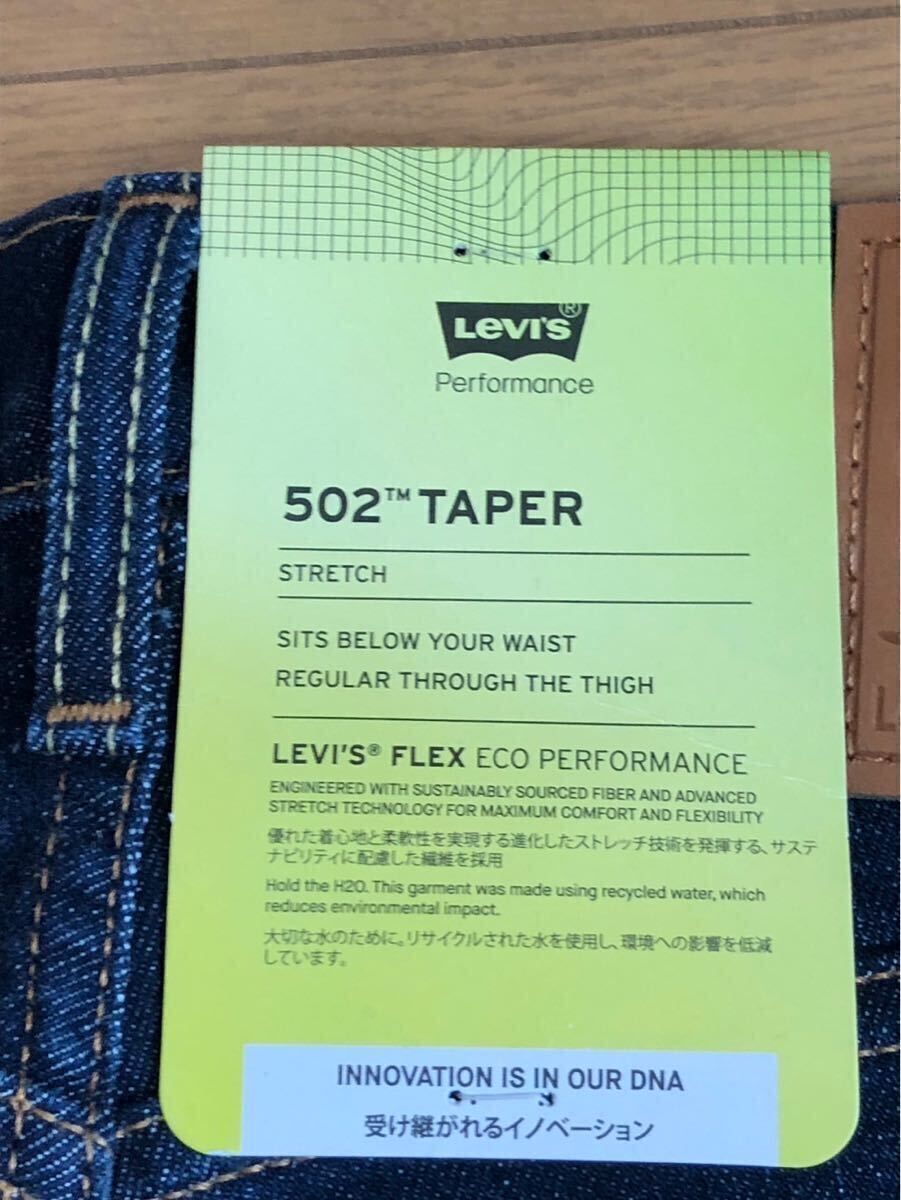 LEVI'S®
Performance
502™ TAPER
STRETCH
SITS BELOW YOUR WAIST
REGULAR THROUGH THE THIGH
LEVI'S® FLEX ECO PERFORMANCE
ENGINEERED WITH SUSTAINABLY SOURCED FIBER AND ADVANCED
STRETCH TECHNOLOGY FOR MAXIMUM COMFORT AND FLEXIBILITY
優れた着心地と柔軟性を実現する進化したストレッチ技術を発揮する、サステ
ナビリティに配慮した繊維を採用
Hold the H2O. This garment was made using recycled water, which
reduces environmental impact.
大切な水のために。リサイクルされた水を使用し、環境への影響を低減
しています。
INNOVATION IS IN OUR DNA
受け継がれるイノベーション